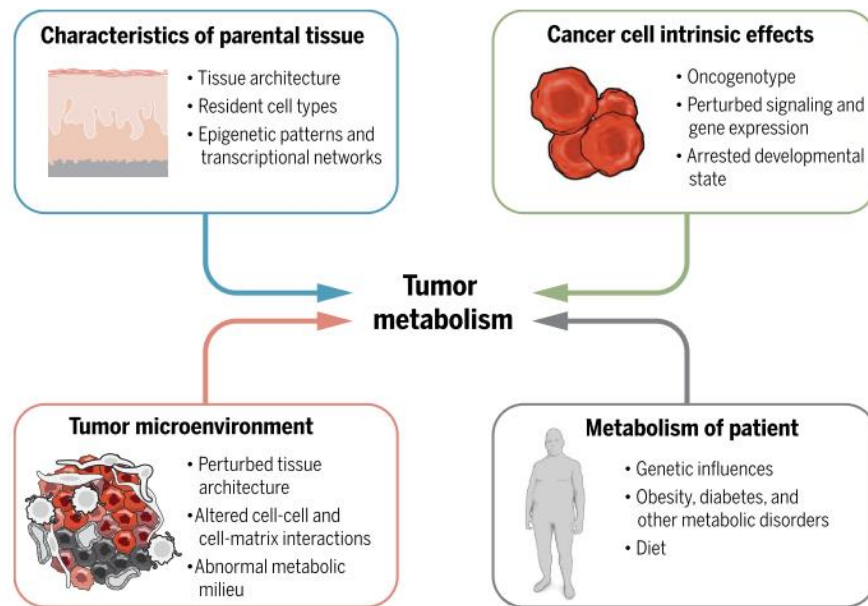 Characteristics of parental tissue
• Tissue architecture
• Resident cell types
• Epigenetic patterns and
transcriptional networks
Cancer cell intrinsic effects
• Oncogenotype
• Perturbed signaling and
gene expression
• Arrested developmental
state
Tumor
metabolism
Tumor microenvironment
• Perturbed tissue
architecture
• Altered cell-cell and
cell-matrix interactions
• Abnormal metabolic
milieu
Metabolism of patient
• Genetic influences
• Obesity, diabetes, and
other metabolic disorders
• Diet